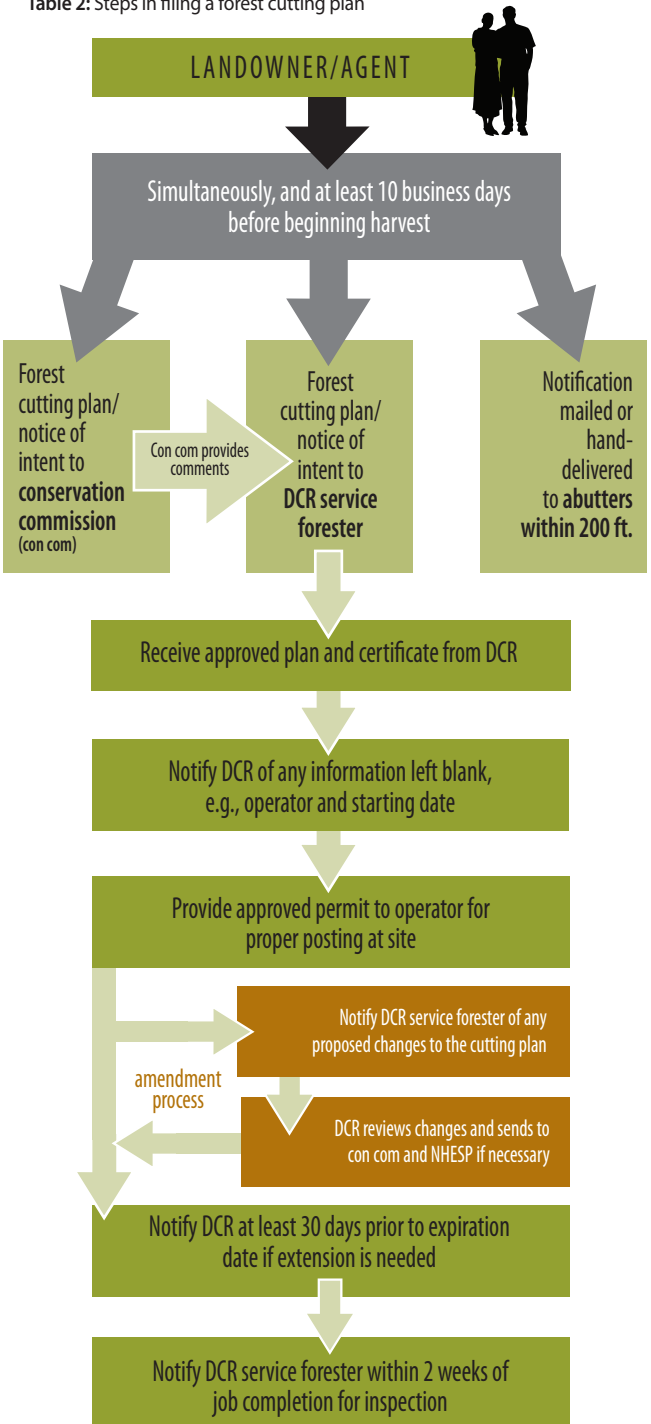 Table 2: Steps in filing a forest cutting plan
LANDOWNER/AGENT
Simultaneously, and at least 10 business days
before beginning harvest
Forest
cutting plan/
notice of
intent to
conservation
commission
(con com)
Con com provides
comments
Forest
cutting plan/
notice of
intent to
DCR service
forester
Notification
mailed or
hand-
delivered
to abutters
within 200 ft.
Receive approved plan and certificate from DCR
Notify DCR of any information left blank,
e.g., operator and starting date
Provide approved permit to operator for
proper posting at site
Notify DCR service forester of any
proposed changes to the cutting plan
amendment
process
DCR reviews changes and sends to
con com and NHESP if necessary
Notify DCR at least 30 days prior to expiration
date if extension is needed
Notify DCR service forester within 2 weeks of
job completion for inspection